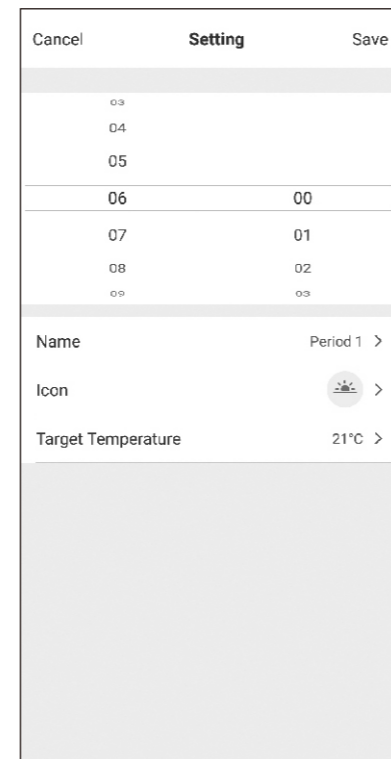 Cancel Setting Save
03
04
05
06 00
07 01
08 02
09 03
Name Period 1 >
Icon >
Target Temperature 21°C >